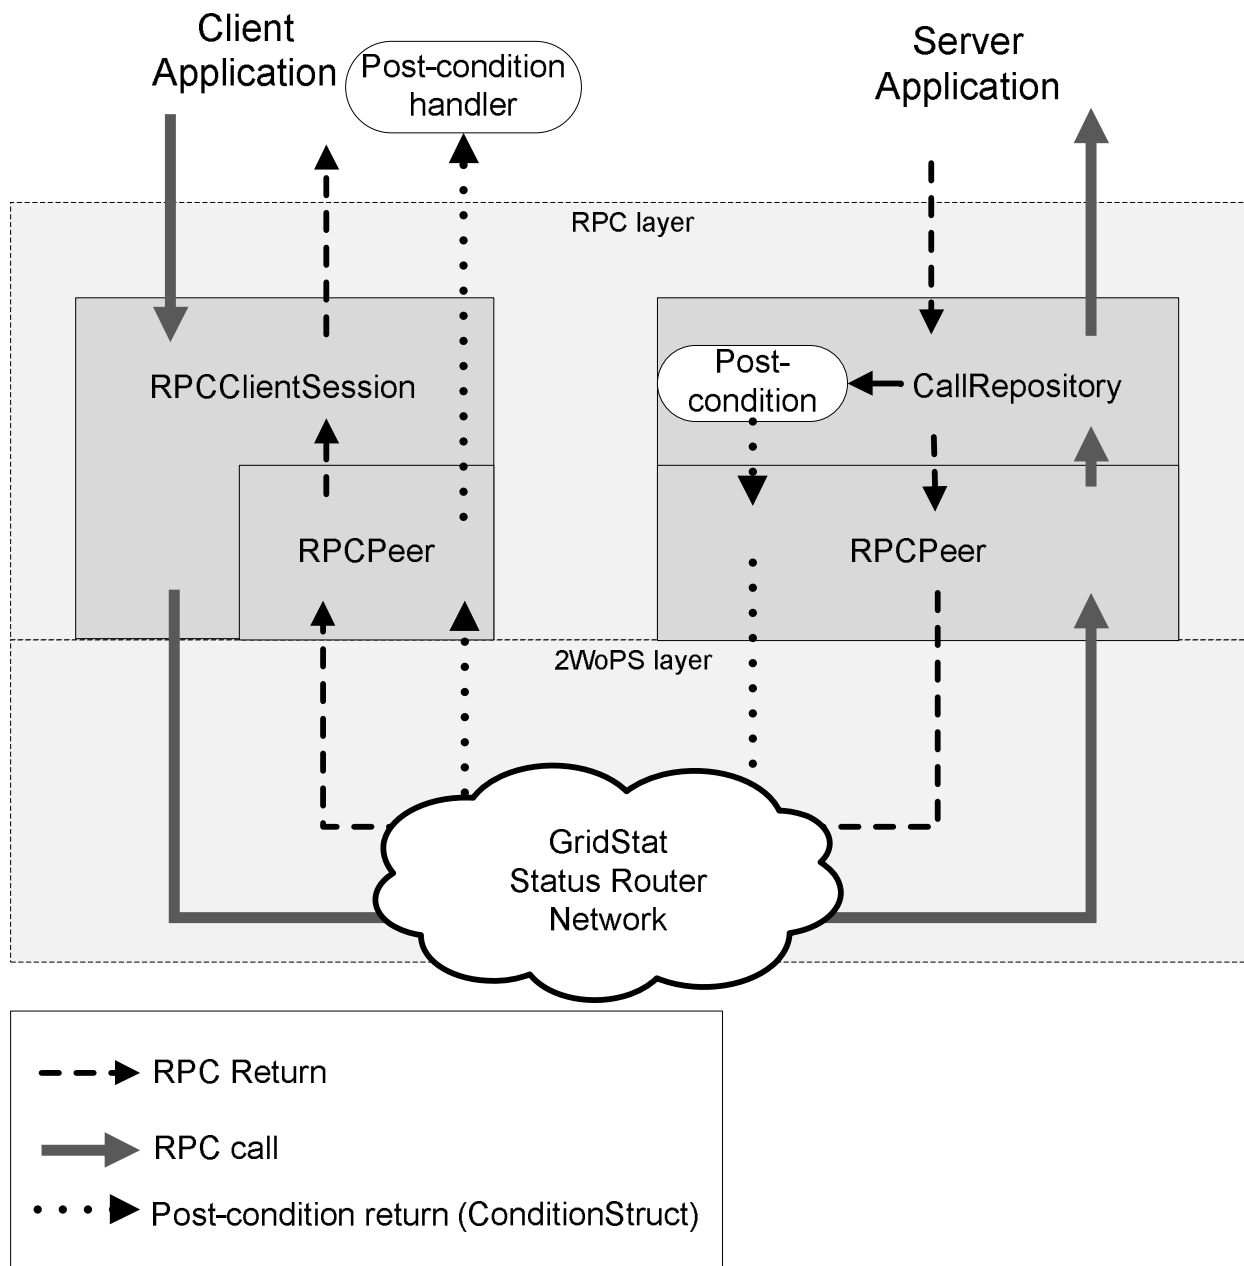 Client
Application
Post-condition
handler
Server
Application
RPC layer
RPCClientSession
Post-
condition
CallRepository
RPCPeer
RPCPeer
2WoPS layer
GridStat
Status Router
Network
RPC Return
RPC call
Post-condition return (ConditionStruct)